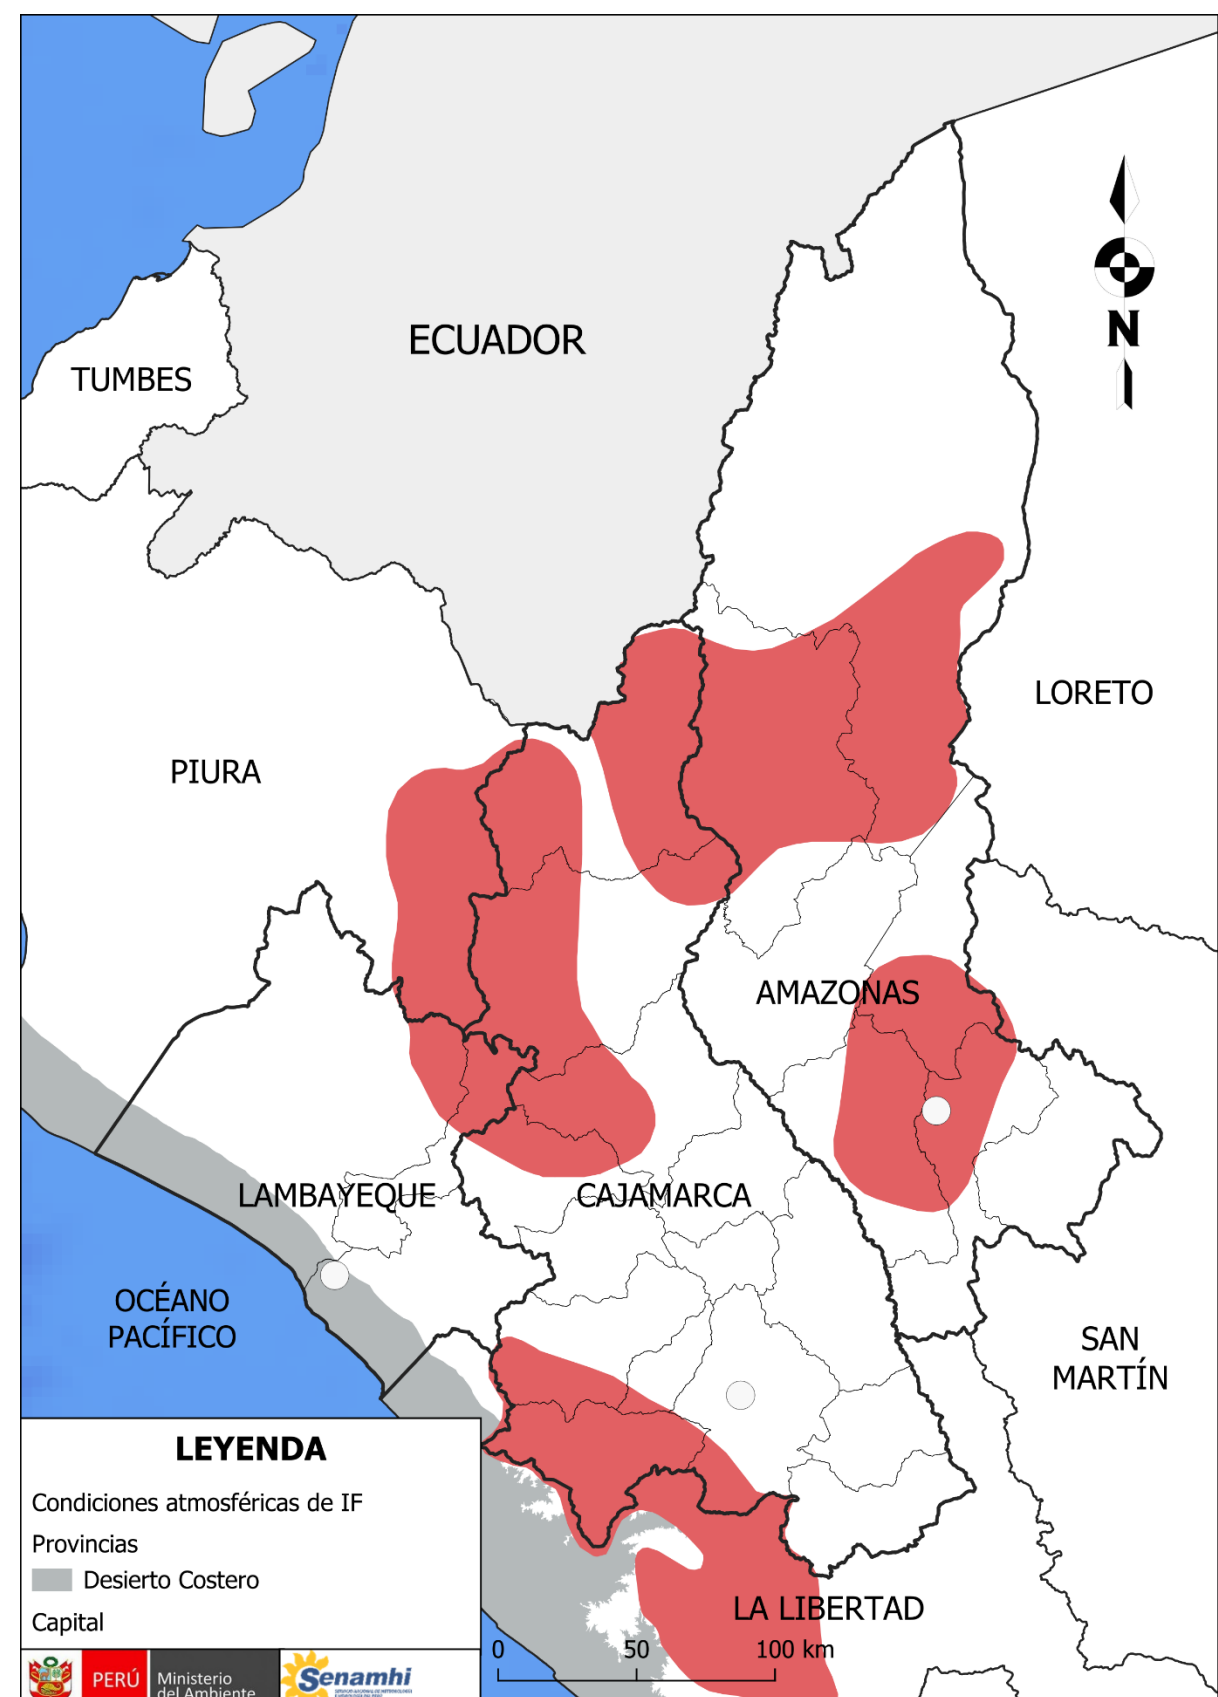 ECUADOR
N
TUMBES
LORETO
PIURA
AMAZONAS
LAMBAYEQUE
CAJAMARCA
OCÉANO
PACÍFICO
SAN
MARTÍN
LEYENDA
Condiciones atmosféricas de IF
Provincias
Desierto Costero
Capital
LA LIBERTAD
0 50 100 km
PERÚ
Ministerio
del Ambiente
Senamhi